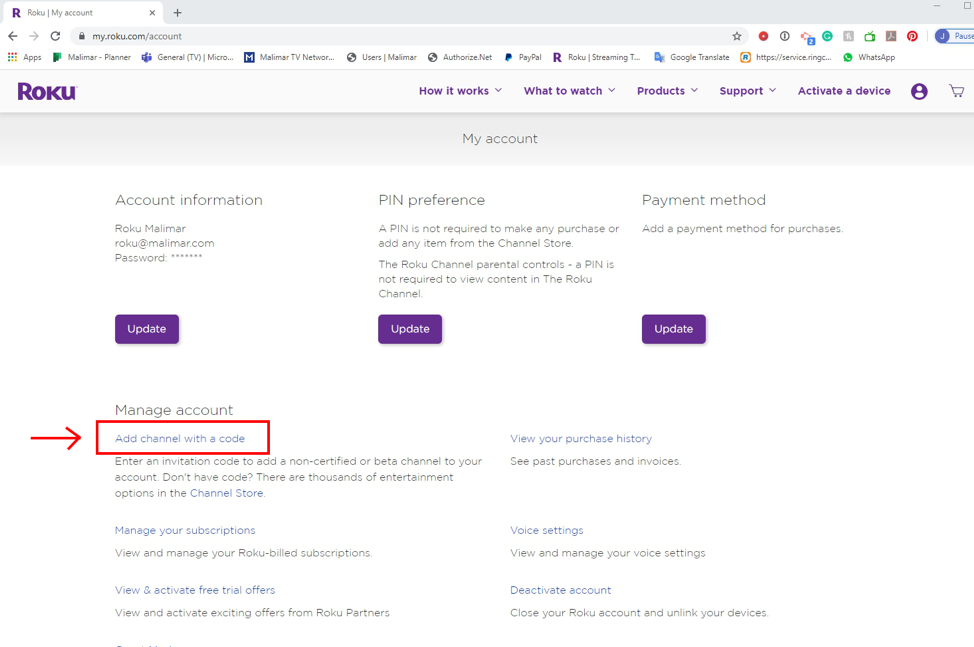 Roku | My account
my.roku.com/account
2
J
Pause
Apps
Malimar - Planner
General (TV) | Micro...
Malimar TV Networ...
Users | Malimar
Authorize.Net
PayPal
Roku | Streaming T...
Google Translate
https://service.ringc...
WhatsApp
ROKU
How it works
What to watch
Products
Support
Activate a device
My account
Account information
Roku Malimar
roku@malimar.com
Password: *******
Update
PIN preference
A PIN is not required to make any purchase or
add any item from the Channel Store.
The Roku Channel parental controls - a PIN is
not required to view content in The Roku
Channel.
Update
Payment method
Add a payment method for purchases.
Update
Manage account
Add channel with a code
Enter an invitation code to add a non-certified or beta channel to your
account. Don't have code? There are thousands of entertainment
options in the Channel Store.
View your purchase history
See past purchases and invoices.
Manage your subscriptions
View and manage your Roku-billed subscriptions.
Voice settings
View and manage your voice settings
View & activate free trial offers
View and activate exciting offers from Roku Partners
Deactivate account
Close your Roku account and unlink your devices.